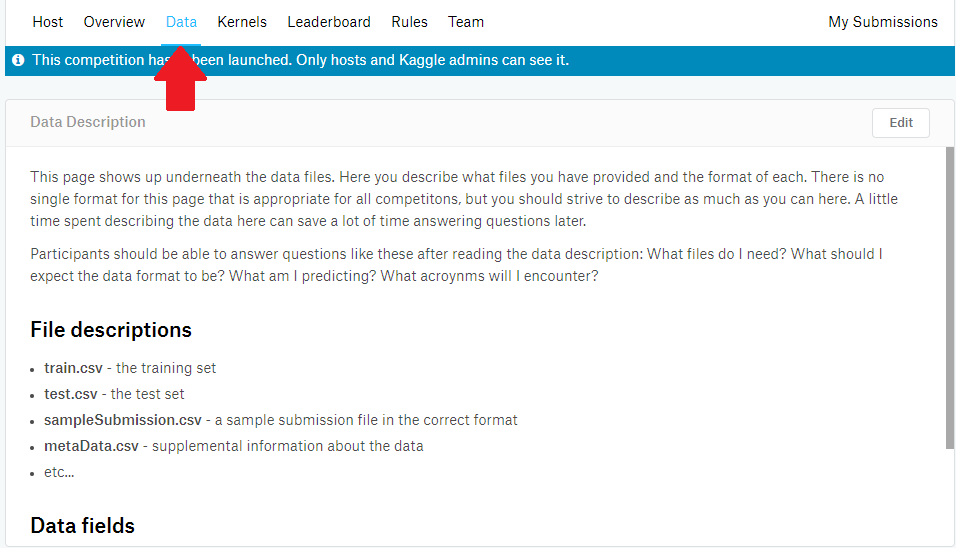 Host Overview Data Kernels Leaderboard Rules Team My Submissions
This competition has been launched. Only hosts and Kaggle admins can see it.
Data Description Edit
This page shows up underneath the data files. Here you describe what files you have provided and the format of each. There is no
single format for this page that is appropriate for all competitons, but you should strive to describe as much as you can here. A little
time spent describing the data here can save a lot of time answering questions later.
Participants should be able to answer questions like these after reading the data description: What files do I need? What should I
expect the data format to be? What am I predicting? What acroynms will I encounter?
File descriptions
• train.csv - the training set
• test.csv - the test set
• sampleSubmission.csv - a sample submission file in the correct format
• metaData.csv - supplemental information about the data
• etc...
Data fields